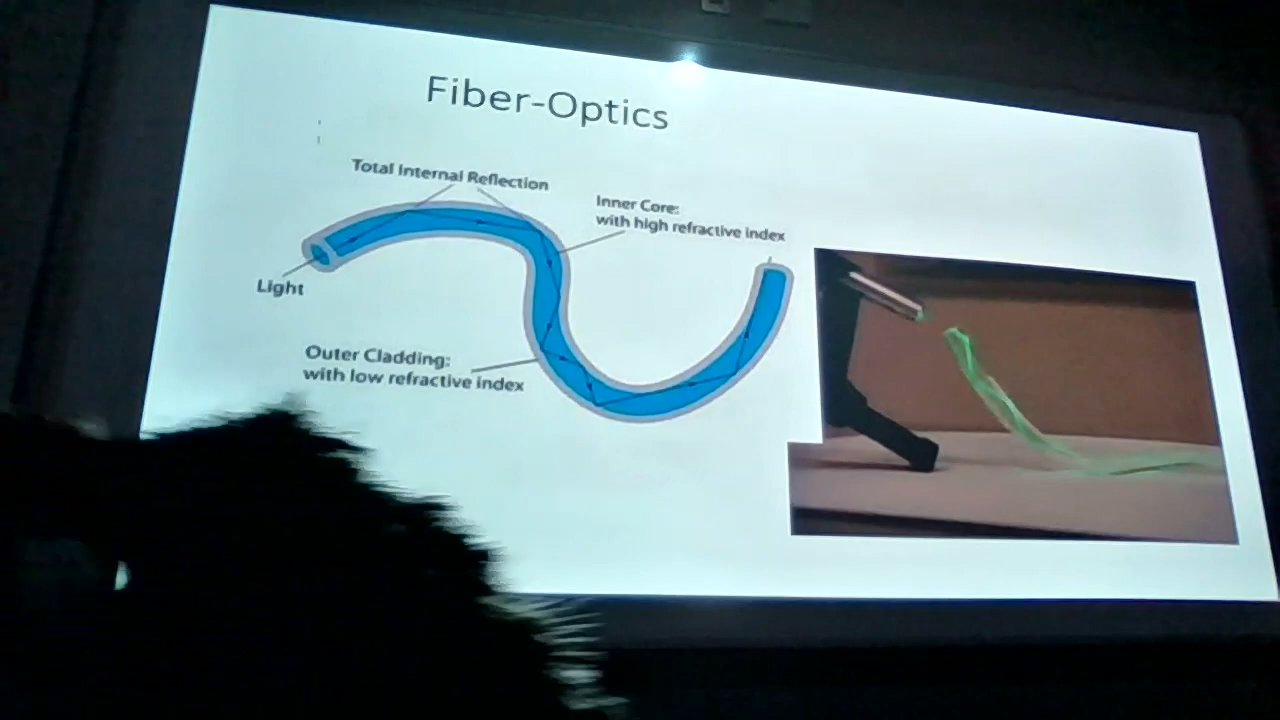 Fiber-Optics
Total Internal Reflection
Inner Core:
with high refractive index
Light
Outer Cladding:
with low refractive index